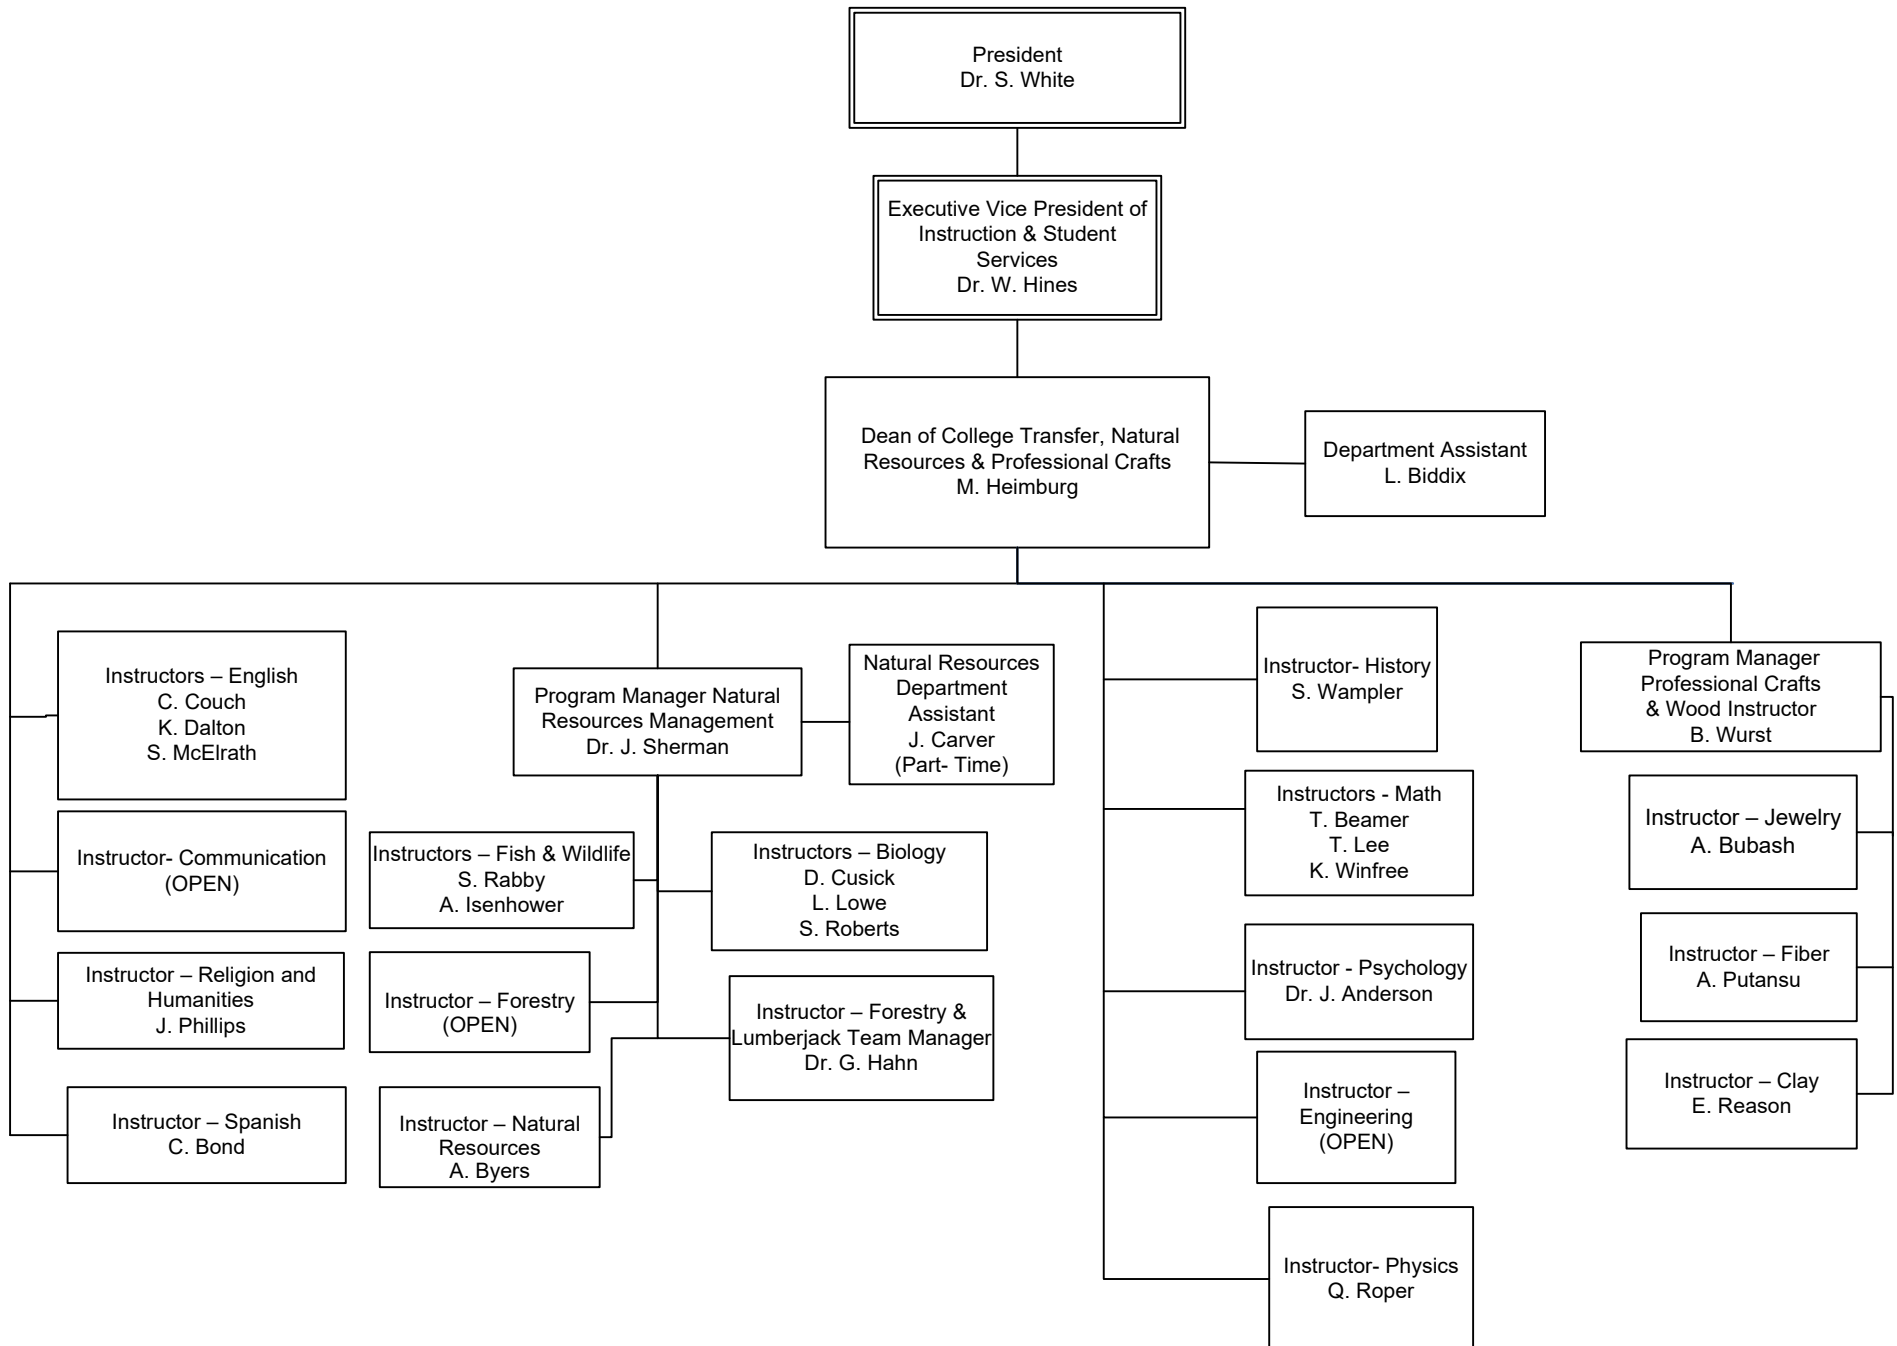 President
Dr. S. White
Executive Vice President of
Instruction & Student
Services
Dr. W. Hines
Dean of College Transfer, Natural
Resources & Professional Crafts
M. Heimburg
Department Assistant
L. Biddix
Instructors – English
C. Couch
K. Dalton
S. McElrath
Instructor- Communication
(OPEN)
Instructor – Religion and
Humanities
J. Phillips
Instructor – Spanish
C. Bond
Program Manager Natural
Resources Management
Dr. J. Sherman
Natural Resources
Department
Assistant
J. Carver
(Part- Time)
Instructors – Fish & Wildlife
S. Rabby
A. Isenhower
Instructors – Biology
D. Cusick
L. Lowe
S. Roberts
Instructor – Forestry
(OPEN)
Instructor – Forestry &
Lumberjack Team Manager
Dr. G. Hahn
Instructor – Natural
Resources
A. Byers
Instructor- History
S. Wampler
Instructors - Math
T. Beamer
T. Lee
K. Winfree
Instructor - Psychology
Dr. J. Anderson
Instructor –
Engineering
(OPEN)
Instructor- Physics
Q. Roper
Program Manager
Professional Crafts
& Wood Instructor
B. Wurst
Instructor – Jewelry
A. Bubash
Instructor – Fiber
A. Putansu
Instructor – Clay
E. Reason